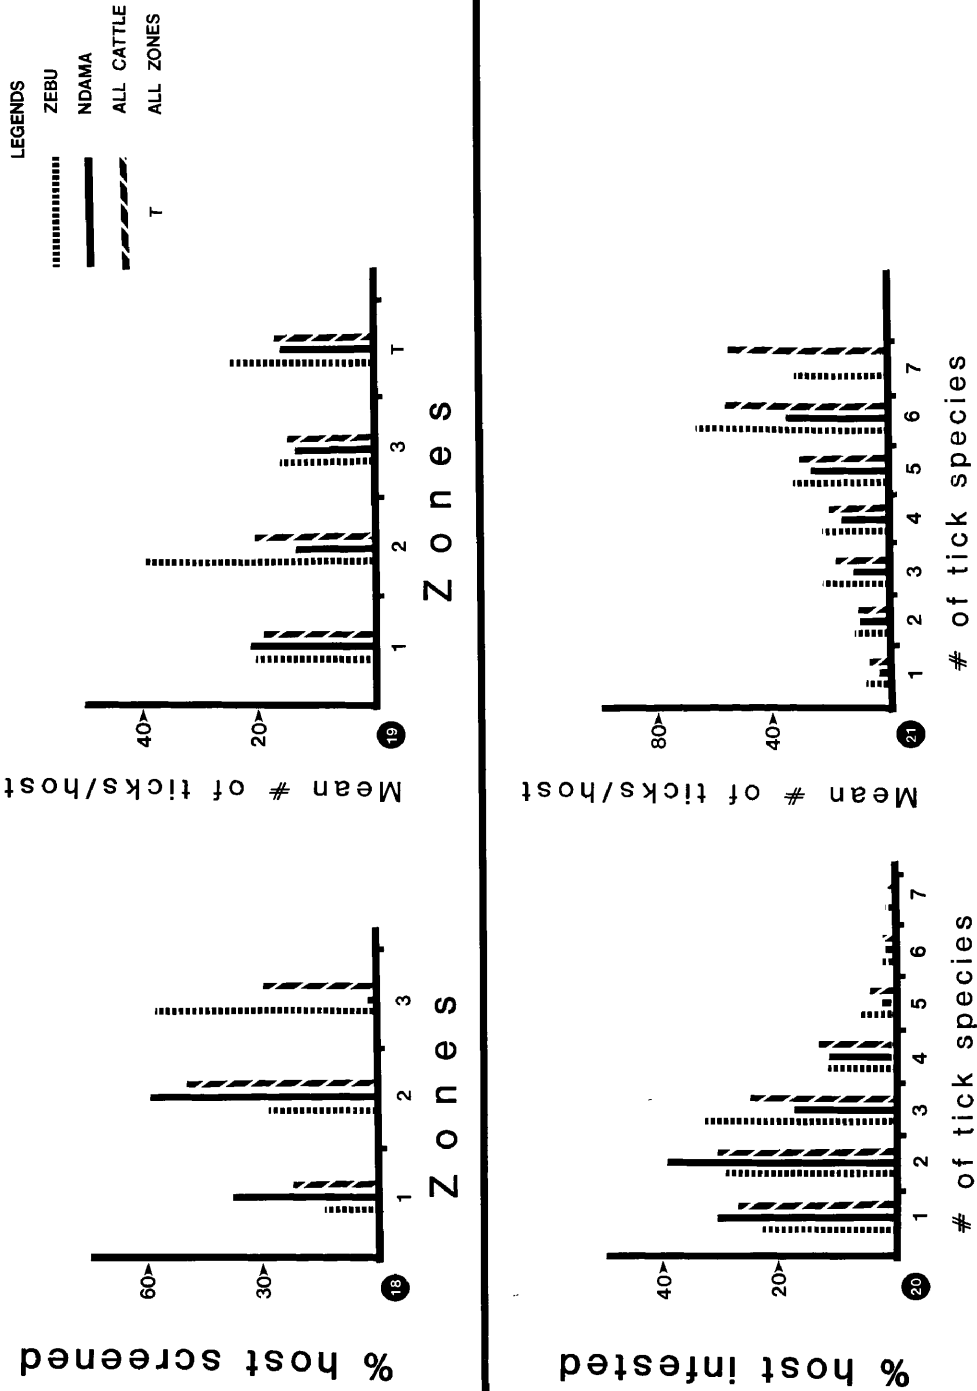 LEGENDS
ZEBU
NDAMA
ALL CATTLE
T ALL ZONES
% host screened
60
30
18
1 2 3
Zones
Mean # of ticks/host
40
20
19
1 2 3 T
Zones
% host infested
40
20
20
1 2 3 4 5 6 7
# of tick species
Mean # of ticks/host
80
40
21
1 2 3 4 5 6 7
# of tick species